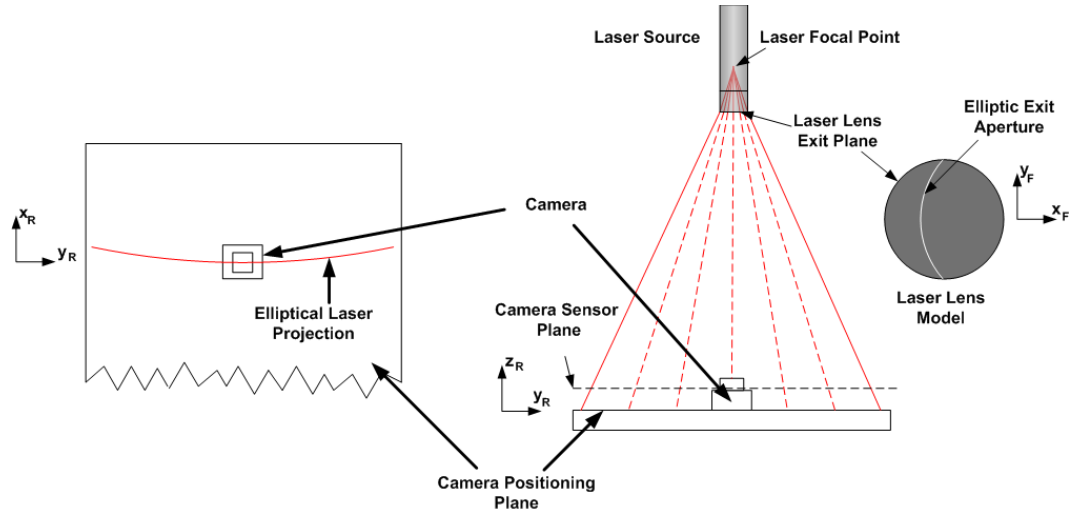 x_R
y_R
Elliptical Laser
Projection
Camera
Camera Positioning
Plane
Laser Source
Laser Focal Point
Laser Lens
Exit Plane
Elliptic Exit
Aperture
y_F
x_F
Laser Lens
Model
Camera Sensor
Plane
z_R
y_R